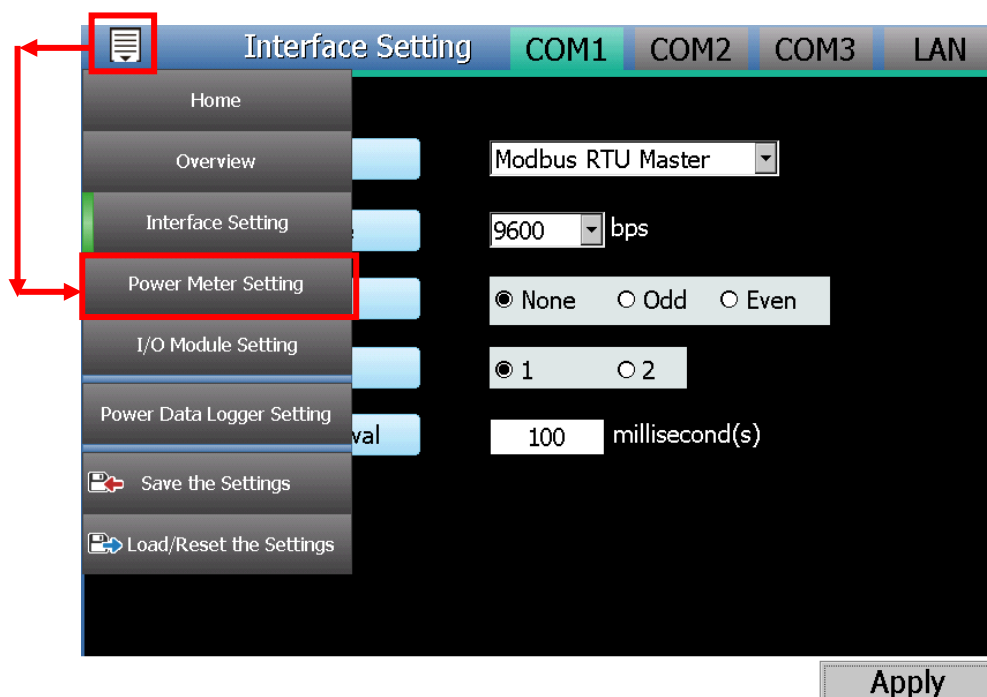 Interface Setting COM1 COM2 COM3 LAN
Home
Overview
Modbus RTU Master
Interface Setting
9600 bps
Power Meter Setting
None Odd Even
I/O Module Setting
1 2
Power Data Logger Setting
val
100 millisecond(s)
Save the Settings
Load/Reset the Settings
Apply